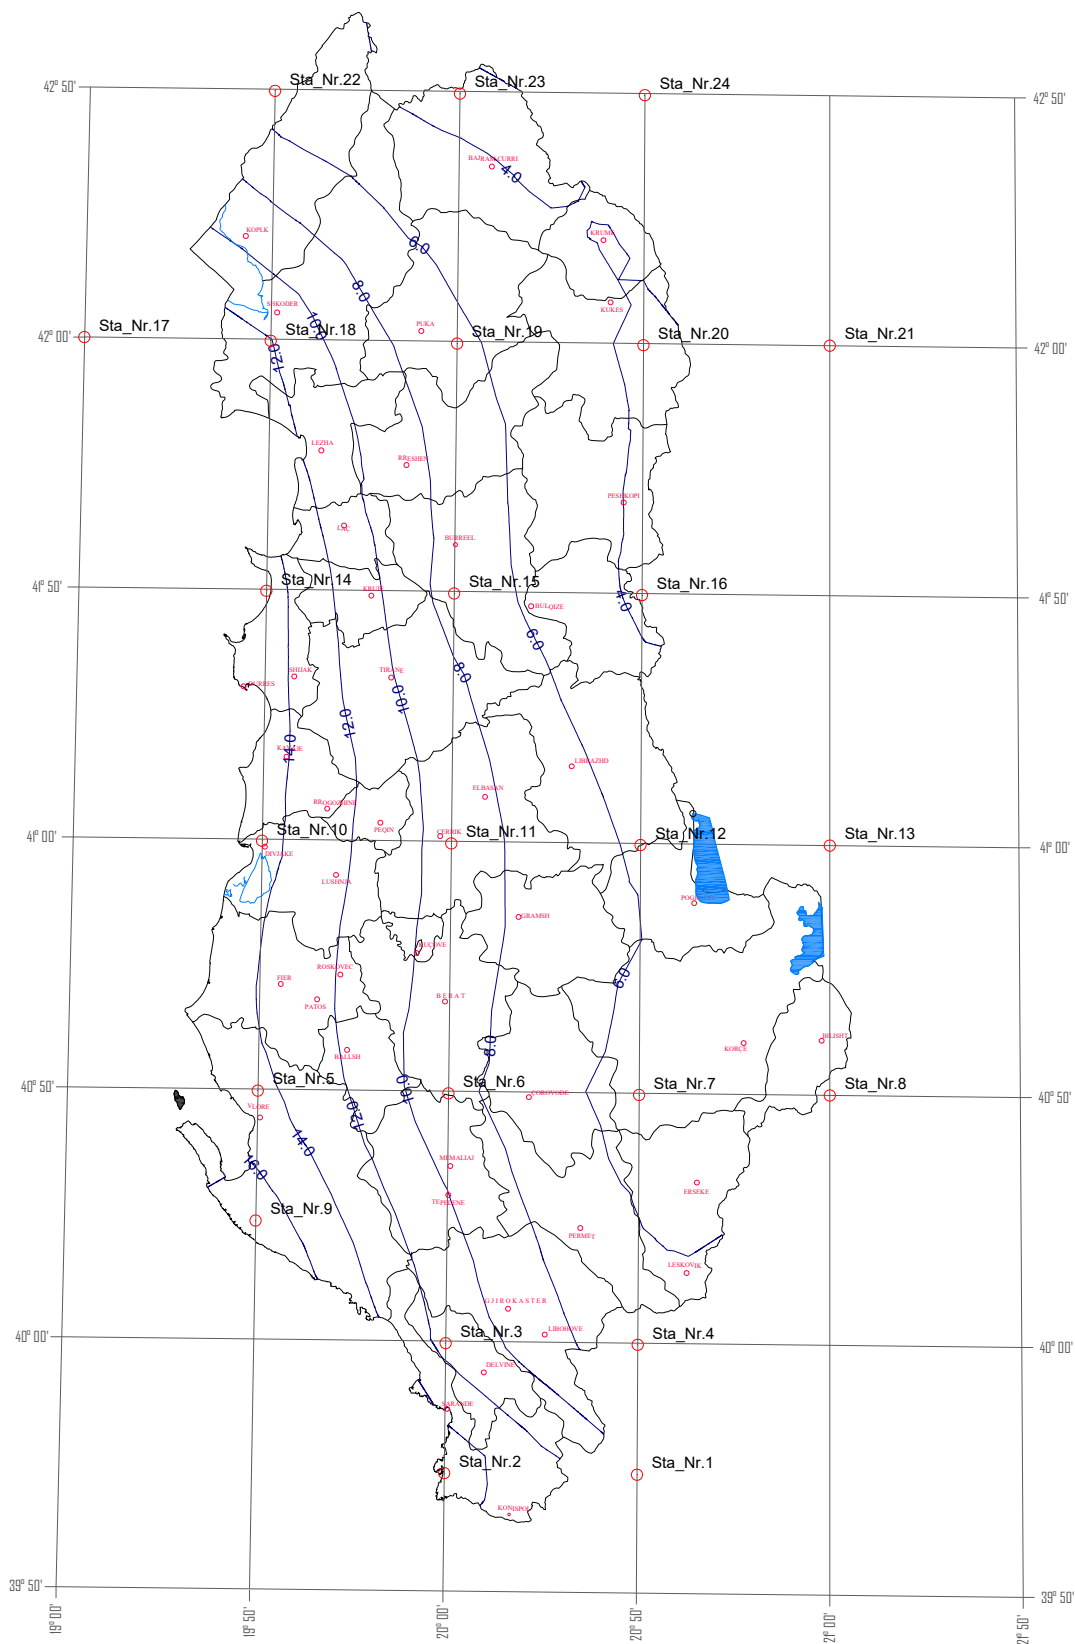 Sta_Nr.22
Sta_Nr.23
Sta_Nr.24
42° 50'
42° 50'
BAJRAM CURRI
4.0
KOPLK
KRUME
6.0
8.0
SHKODER
KUKES
10.0
PUKA
Sta_Nr.17
Sta_Nr.18
Sta_Nr.19
Sta_Nr.20
Sta_Nr.21
42° 00'
42° 00'
12.0
LEZHA
RRESHEN
PESHKOPI
LAÇ
BURREEL
41° 50'
41° 50'
Sta_Nr.14
Sta_Nr.15
Sta_Nr.16
KRUJE
4.0
BULQIZE
6.0
SHIJAK
TIRANE
8.0
DURRES
10.0
12.0
14.0
LIBRAZHD
ELBASAN
RROGOZHINE
PEQIN
CERRIK
41° 00'
41° 00'
Sta_Nr.10
Sta_Nr.11
Sta_Nr.12
Sta_Nr.13
DIVJAKE
LUSHNJA
GRAMSH
KUCOVE
ROSKOVEC
FIER
PATOS
BERAT
6.0
8.0
KORÇE
BILISHT
BALLSH
40° 50'
40° 50'
Sta_Nr.5
Sta_Nr.6
Sta_Nr.7
Sta_Nr.8
10.0
COROVODE
VLORE
12.0
14.0
MEMALIAJ
16.0
TEPELENE
ERSEKE
Sta_Nr.9
PERMET
LESKOVIK
GJIROKASTER
LIBOHOVE
40° 00'
40° 00'
Sta_Nr.3
Sta_Nr.4
DELVINE
SARANDE
Sta_Nr.2
Sta_Nr.1
KONISPOL
39° 50'
39° 50'
19° 00'
19° 50'
20° 00'
20° 50'
21° 00'
21° 50'